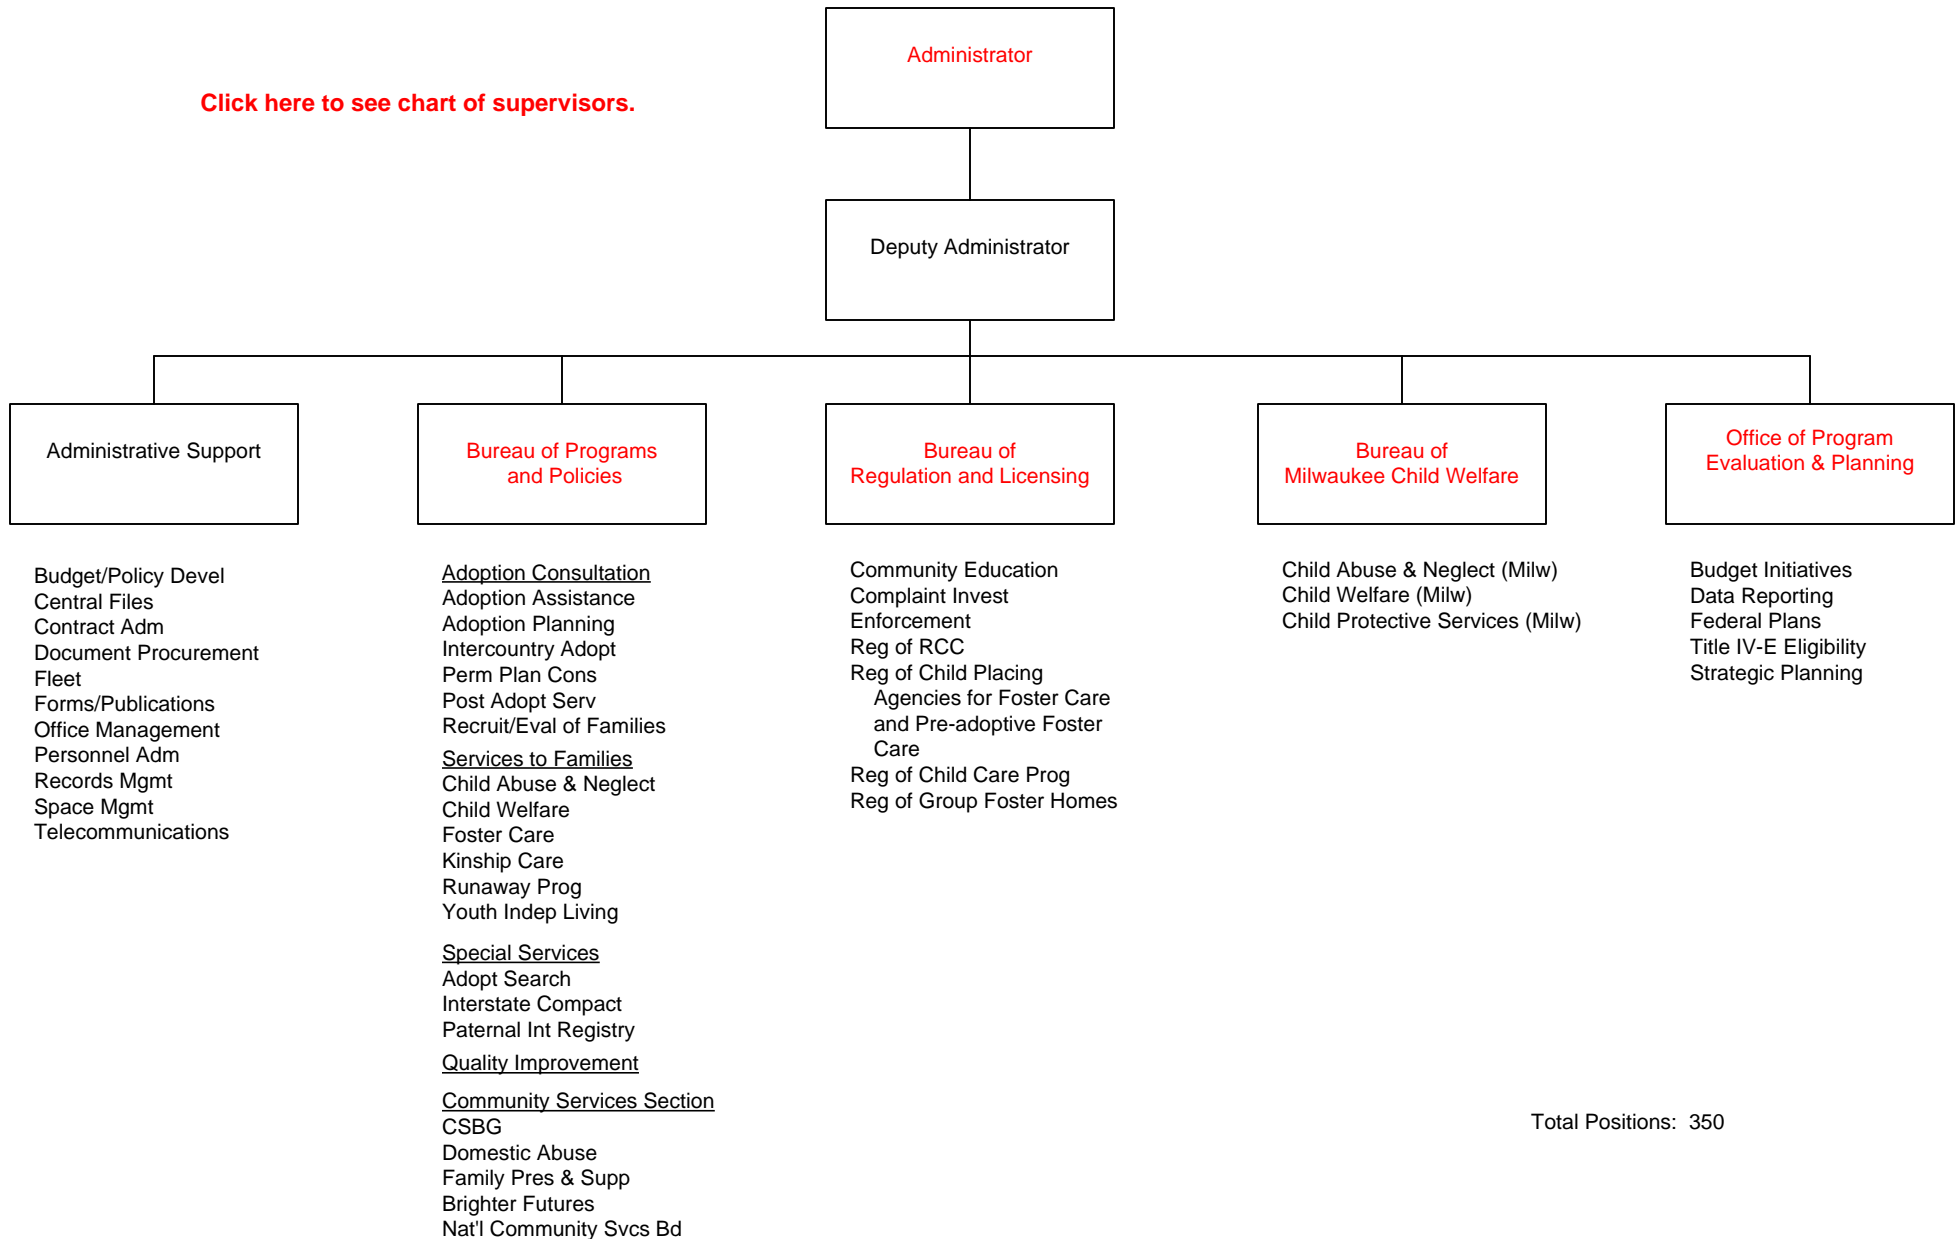 Administrator
Click here to see chart of supervisors.
Deputy Administrator
Administrative Support
Bureau of Programs
and Policies
Bureau of
Regulation and Licensing
Bureau of
Milwaukee Child Welfare
Office of Program
Evaluation & Planning
Budget/Policy Devel
Central Files
Contract Adm
Document Procurement
Fleet
Forms/Publications
Office Management
Personnel Adm
Records Mgmt
Space Mgmt
Telecommunications
Adoption Consultation
Adoption Assistance
Adoption Planning
Intercountry Adopt
Perm Plan Cons
Post Adopt Serv
Recruit/Eval of Families
Services to Families
Child Abuse & Neglect
Child Welfare
Foster Care
Kinship Care
Runaway Prog
Youth Indep Living
Special Services
Adopt Search
Interstate Compact
Paternal Int Registry
Quality Improvement
Community Services Section
CSBG
Domestic Abuse
Family Pres & Supp
Brighter Futures
Nat'l Community Svcs Bd
Community Education
Complaint Invest
Enforcement
Reg of RCC
Reg of Child Placing
Agencies for Foster Care
and Pre-adoptive Foster
Care
Reg of Child Care Prog
Reg of Group Foster Homes
Child Abuse & Neglect (Milw)
Child Welfare (Milw)
Child Protective Services (Milw)
Budget Initiatives
Data Reporting
Federal Plans
Title IV-E Eligibility
Strategic Planning
Total Positions:  350